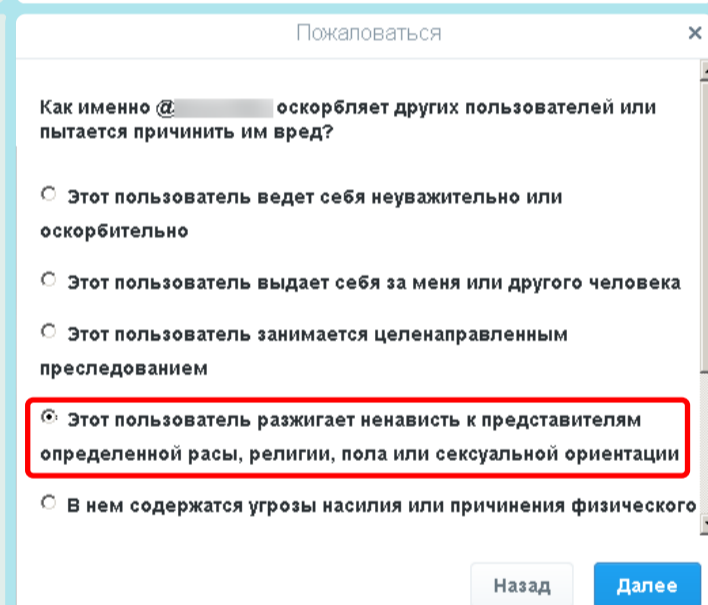 Пожаловаться
Как именно @ оскорбляет других пользователей или
пытается причинить им вред?
Этот пользователь ведет себя неуважительно или
оскорбительно
Этот пользователь выдает себя за меня или другого человека
Этот пользователь занимается целенаправленным
преследованием
Этот пользователь разжигает ненависть к представителям
определенной расы, религии, пола или сексуальной ориентации
В нем содержатся угрозы насилия или причинения физического
Назад Далее